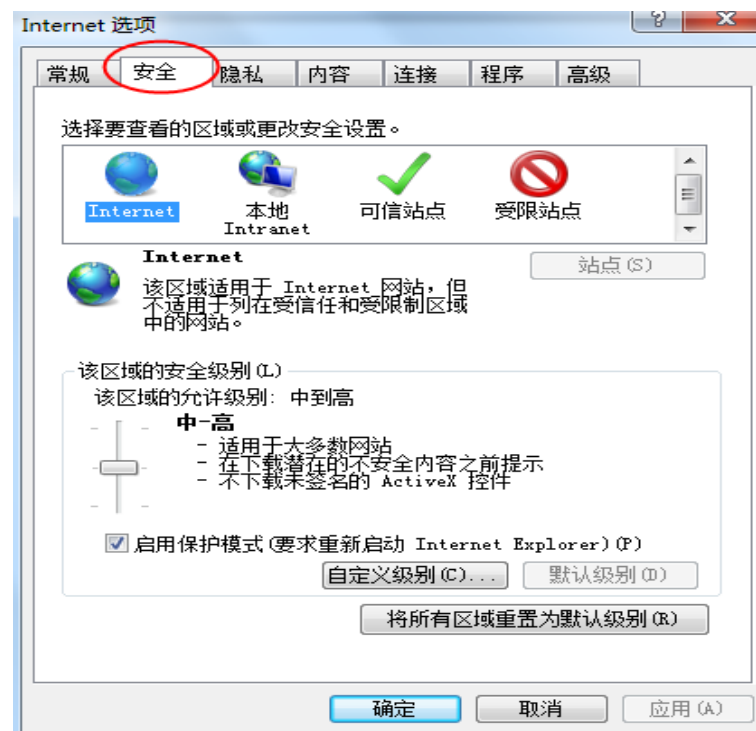 Internet 选项
?
X
常规 安全 隐私 内容 连接 程序 高级
选择要查看的区域或更改安全设置。
Internet 本地 可信站点 受限站点
Intranet
Internet 站点(S)
该区域适用于 Internet 网站,但
不适用于列在受信任和受限制区域
中的网站。
该区域的安全级别(L)
该区域的允许级别: 中到高
中-高
- 适用于大多数网站
- 在下载潜在的不安全内容之前提示
- 不下载未签名的 ActiveX 控件
启用保护模式(要求重新启动 Internet Explorer)(P)
自定义级别(C)... 默认级别(D)
将所有区域重置为默认级别(R)
确定 取消 应用(A)